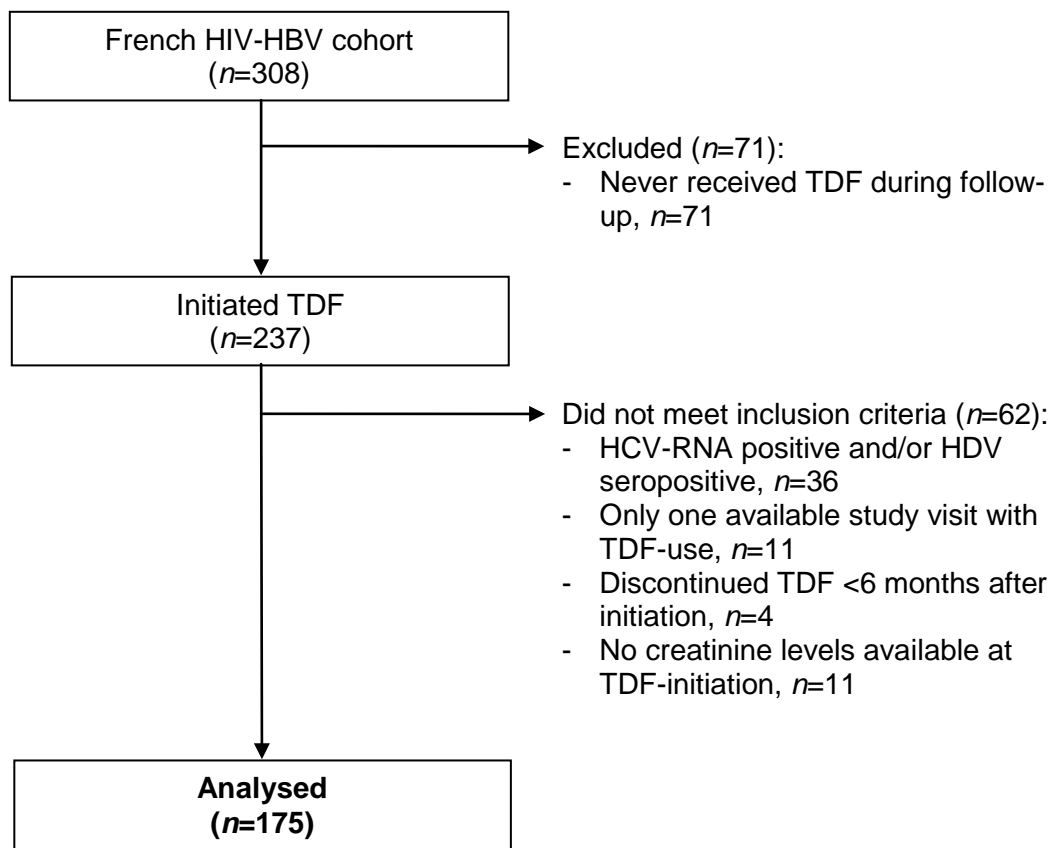 French HIV-HBV cohort
(n=308)
Excluded (n=71):
- Never received TDF during follow-
up, n=71
Initiated TDF
(n=237)
Did not meet inclusion criteria (n=62):
- HCV-RNA positive and/or HDV
seropositive, n=36
- Only one available study visit with
TDF-use, n=11
- Discontinued TDF <6 months after
initiation, n=4
- No creatinine levels available at
TDF-initiation, n=11
Analysed
(n=175)